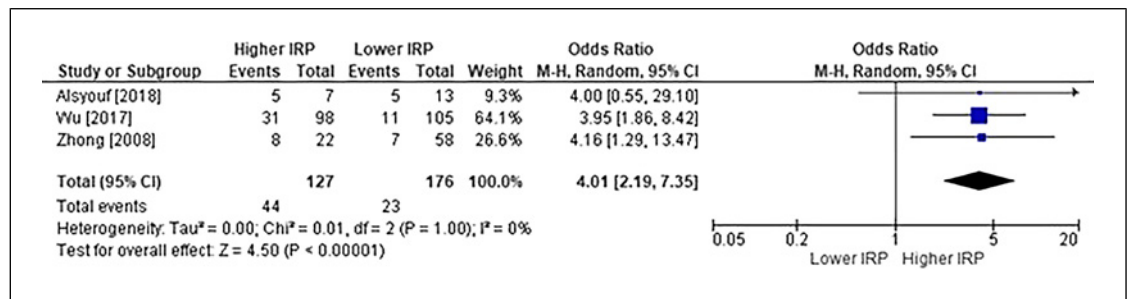 Higher IRP Lower IRP Odds Ratio Odds Ratio
Study or Subgroup Events Total Events Total Weight M-H, Random, 95% CI M-H, Random, 95% CI
Alsyouf [2018] 5 7 5 13 9.3% 4.00 [0.55, 29.10]
Wu [2017] 31 98 11 105 64.1% 3.95 [1.86, 8.42]
Zhong [2008] 8 22 7 58 26.6% 4.16 [1.29, 13.47]
Total (95% CI) 127 176 100.0% 4.01 [2.19, 7.35]
Total events 44 23
Heterogeneity: Tau² = 0.00; Chi² = 0.01, df = 2 (P = 1.00); I² = 0%
Test for overall effect: Z = 4.50 (P < 0.00001)
0.05 0.2 1 5 20
Lower IRP Higher IRP